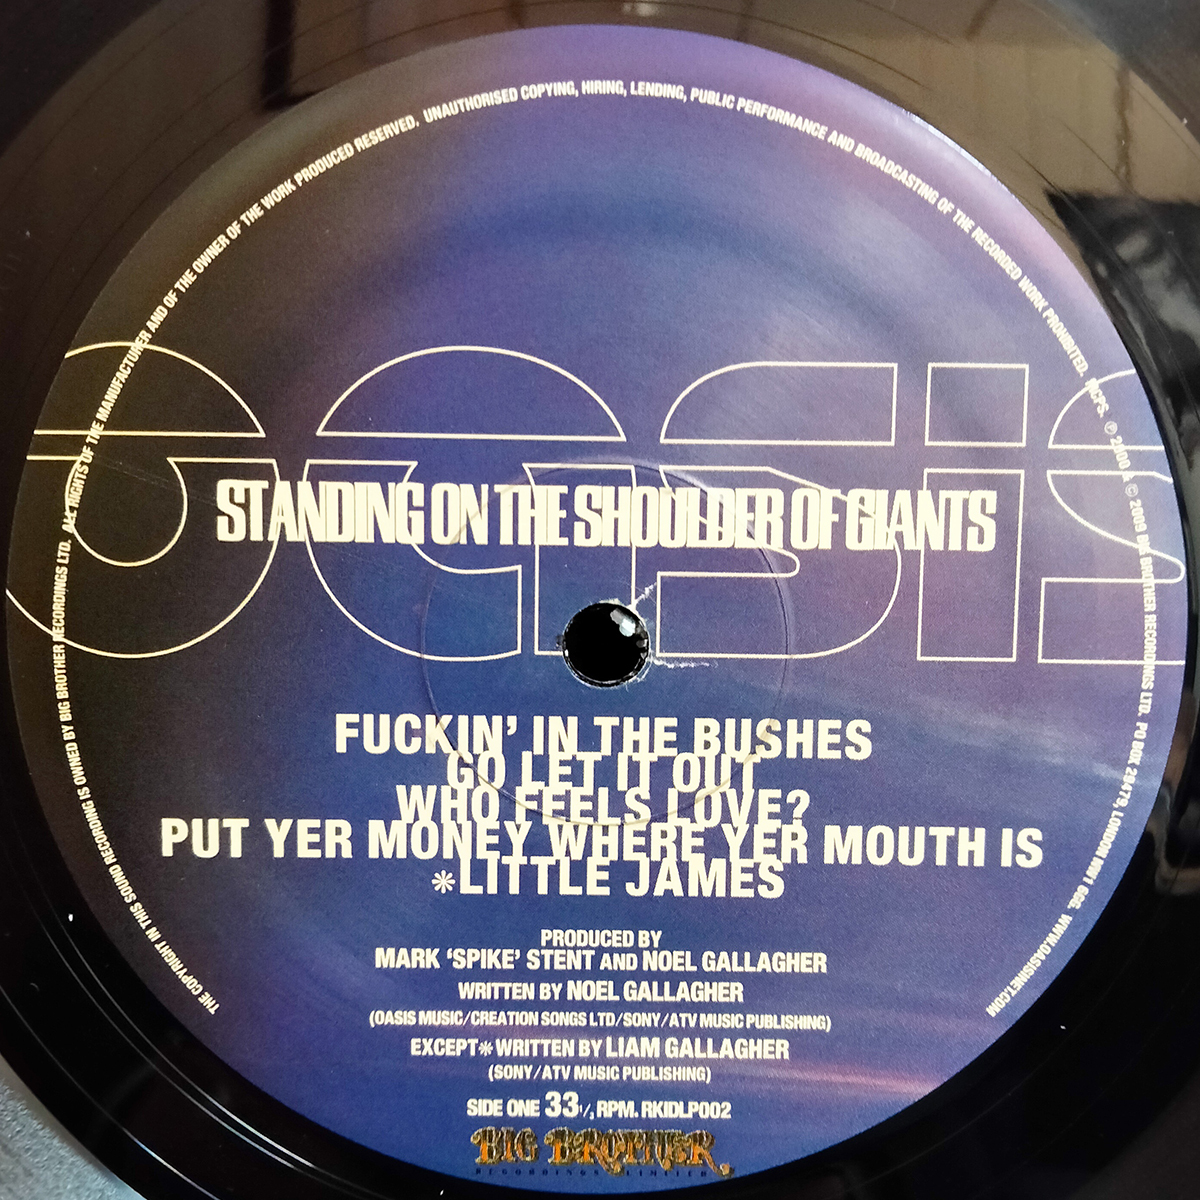 THE COPYRIGHT IN THIS SOUND RECORDING IS OWNED BY BIG BROTHER RECORDINGS LTD. ALL RIGHTS OF THE MANUFACTURER AND OF THE OWNER OF THE WORK PRODUCED RESERVED. UNAUTHORISED COPYING, HIRING, LENDING, PUBLIC PERFORMANCE AND BROADCASTING OF THE RECORDED WORK PROHIBITED. MCPS. ℗ 2000 & © 2000 BIG BROTHER RECORDINGS LTD. PO BOX 29479, LONDON NW1 6GG. WWW.OASISINET.COM
oasis
STANDING ON THE SHOULDER OF GIANTS
FUCKIN' IN THE BUSHES
GO LET IT OUT
WHO FEELS LOVE?
PUT YER MONEY WHERE YER MOUTH IS
*LITTLE JAMES
PRODUCED BY
MARK 'SPIKE' STENT AND NOEL GALLAGHER
WRITTEN BY NOEL GALLAGHER
(OASIS MUSIC/CREATION SONGS LTD/SONY/ATV MUSIC PUBLISHING)
EXCEPT*WRITTEN BY LIAM GALLAGHER
(SONY/ATV MUSIC PUBLISHING)
SIDE ONE 33 1/3 RPM. RKIDLP002
BIG BROTHER
RECORDINGS LIMITED